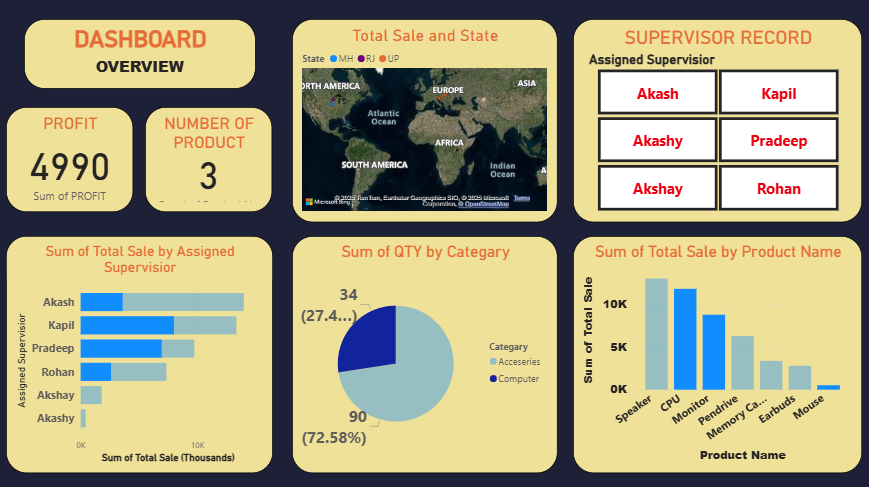 DASHBOARD
OVERVIEW
PROFIT
4990
Sum of PROFIT
NUMBER OF
PRODUCT
3
Total Sale and State
State MH RJ UP
ORTH AMERICA
EUROPE
ASIA
Atlantic
Ocean
AFRICA
SOUTH AMERICA
Indian
Ocean
A
Microsoft Bing
© 2025 TomTom, Earthstar Geographics SIO, © 2025 Microsoft
Corporation, © OpenStreetMap Terms
SUPERVISOR RECORD
Assigned Supervisior
Akash Kapil
Akashy Pradeep
Akshay Rohan
Sum of Total Sale by Assigned
Supervisior
Assigned Supervisior
Akash
Kapil
Pradeep
Rohan
Akshay
Akashy
0K 10K
Sum of Total Sale (Thousands)
Sum of QTY by Category
34
(27.4...)
90
(72.58%)
Categary
Acceseries
Computer
Sum of Total Sale by Product Name
Sum of Total Sale
10K
5K
0K
Speaker
CPU
Monitor
Pendrive
Memory Ca...
Earbuds
Mouse
Product Name